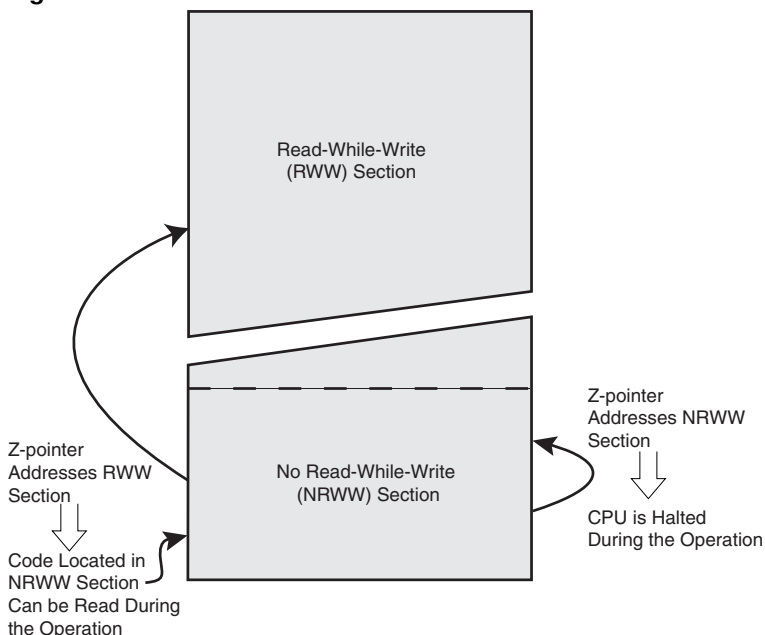 Read-While-Write
(RWW) Section
Z-pointer
Addresses NRWW
Section
Z-pointer
Addresses RWW
Section
No Read-While-Write
(NRWW) Section
CPU is Halted
During the Operation
Code Located in
NRWW Section
Can be Read During
the Operation